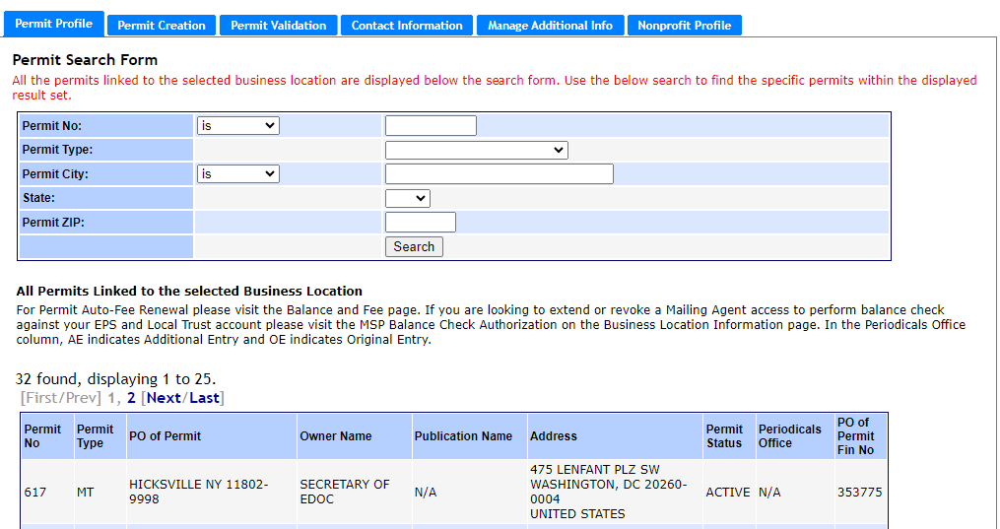 Permit Profile Permit Creation Permit Validation Contact Information Manage Additional Info Nonprofit Profile
Permit Search Form
All the permits linked to the selected business location are displayed below the search form. Use the below search to find the specific permits within the displayed
result set.
Permit No: is
Permit Type:
Permit City: is
State:
Permit ZIP:
Search
All Permits Linked to the selected Business Location
For Permit Auto-Fee Renewal please visit the Balance and Fee page. If you are looking to extend or revoke a Mailing Agent access to perform balance check
against your EPS and Local Trust account please visit the MSP Balance Check Authorization on the Business Location Information page. In the Periodicals Office
column, AE indicates Additional Entry and OE indicates Original Entry.
32 found, displaying 1 to 25.
[First/Prev] 1, 2 [Next/Last]
Permit No
Permit Type
PO of Permit
Owner Name
Publication Name
Address
Permit Status
Periodicals Office
PO of Permit Fin No
617
MT
HICKSVILLE NY 11802-
9998
SECRETARY OF
EDOC
N/A
475 LENFANT PLZ SW
WASHINGTON, DC 20260-
0004
UNITED STATES
ACTIVE
N/A
353775